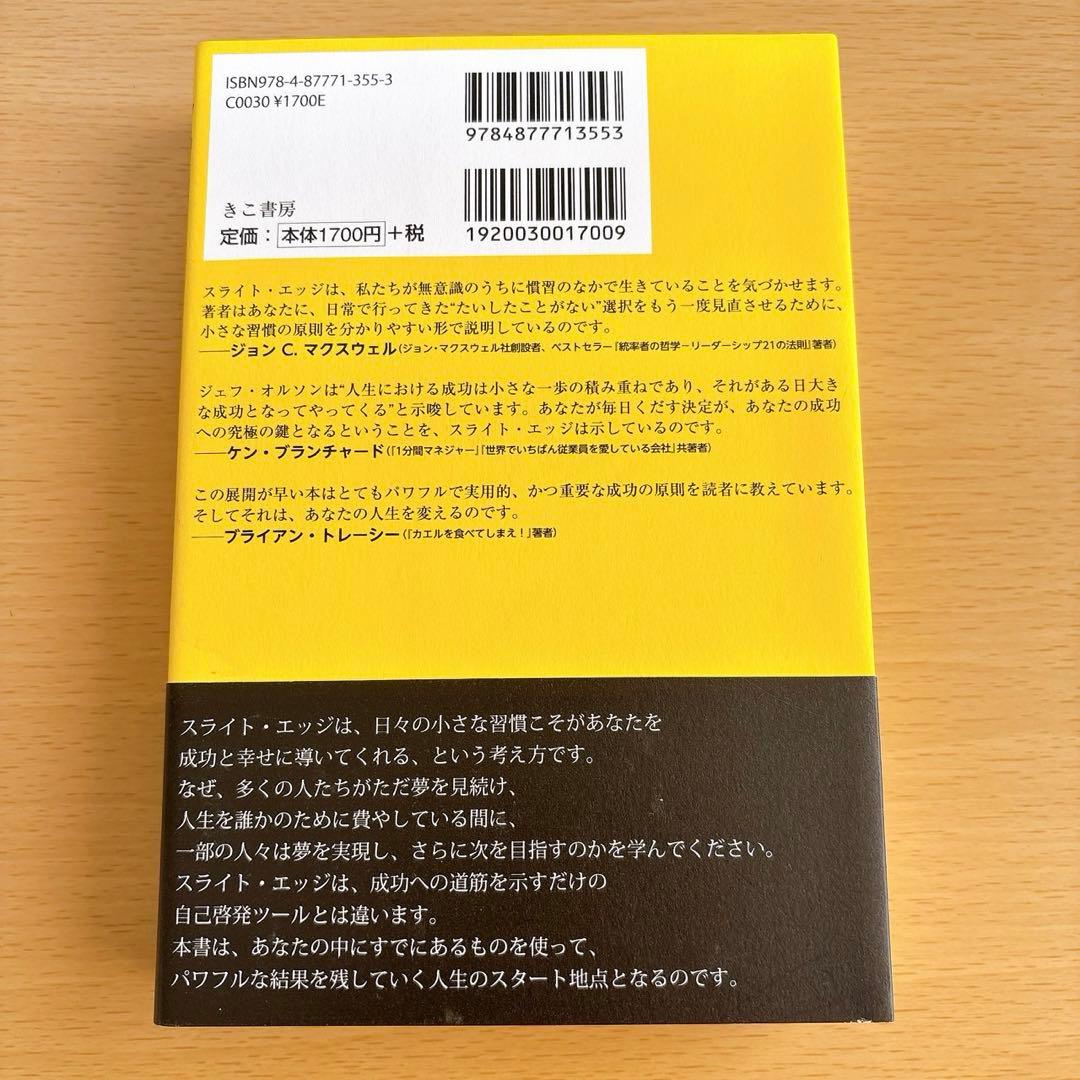 ISBN978-4-87771-355-3
C0030 ¥1700E
9784877713553
きこ書房
定価：本体1700円＋税
1920030017009
スライト・エッジは、私たちが無意識のうちに慣習のなかで生きていることを気づかせます。
著者はあなたに、日常で行ってきた“たいしたことがない”選択をもう一度見直させるために、
小さな習慣の原則を分かりやすい形で説明しているのです。
――ジョン C. マクスウェル（ジョン・マクスウェル社創設者、ベストセラー『統率者の哲学－リーダーシップ21の法則』著者）
ジェフ・オルソンは“人生における成功は小さな一歩の積み重ねであり、それがある日大き
な成功となってやってくる”と示唆しています。あなたが毎日くだす決定が、あなたの成功
への究極の鍵となるということを、スライト・エッジは示しているのです。
――ケン・ブランチャード（『1分間マネジャー』『世界でいちばん従業員を愛している会社』共著者）
この展開が早い本はとてもパワフルで実用的、かつ重要な成功の原則を読者に教えています。
そしてそれは、あなたの人生を変えるのです。
――ブライアン・トレーシー（『カエルを食べてしまえ！』著者）
スライト・エッジは、日々の小さな習慣こそがあなたを
成功と幸せに導いてくれる、という考え方です。
なぜ、多くの人たちがただ夢を見続け、
人生を誰かのために費やしている間に、
一部の人々は夢を実現し、さらに次を目指すのかを学んでください。
スライト・エッジは、成功への道筋を示すだけの
自己啓発ツールとは違います。
本書は、あなたの中にすでにあるものを使って、
パワフルな結果を残していく人生のスタート地点となるのです。